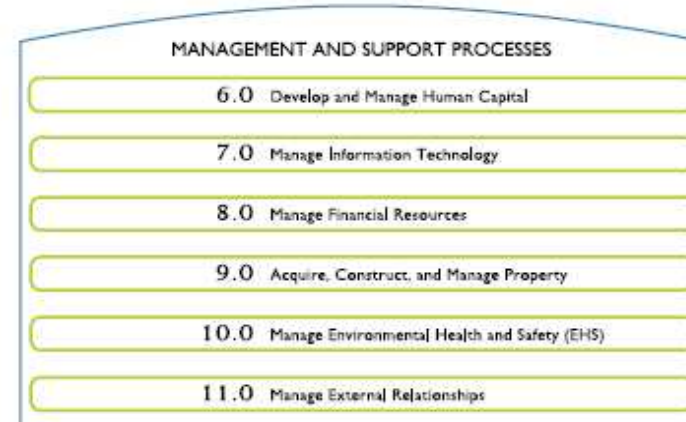 MANAGEMENT AND SUPPORT PROCESSES
6.0 Develop and Manage Human Capital
7.0 Manage Information Technology
8.0 Manage Financial Resources
9.0 Acquire, Construct, and Manage Property
10.0 Manage Environmental Health and Safety (EHS)
11.0 Manage External Relationships